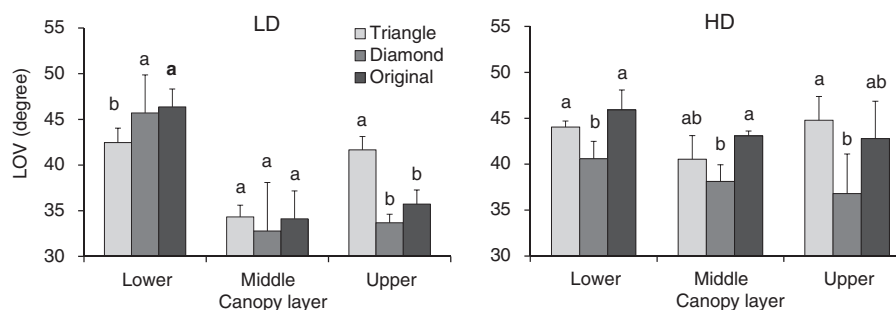 LD
55
50
45
40
35
30
LOV (degree)
Triangle
Diamond
Original
b a a
a a a
a b b
Lower Middle Upper
Canopy layer
HD
55
50
45
40
35
30
a b a
ab b a
a b ab
Lower Middle Upper
Canopy layer